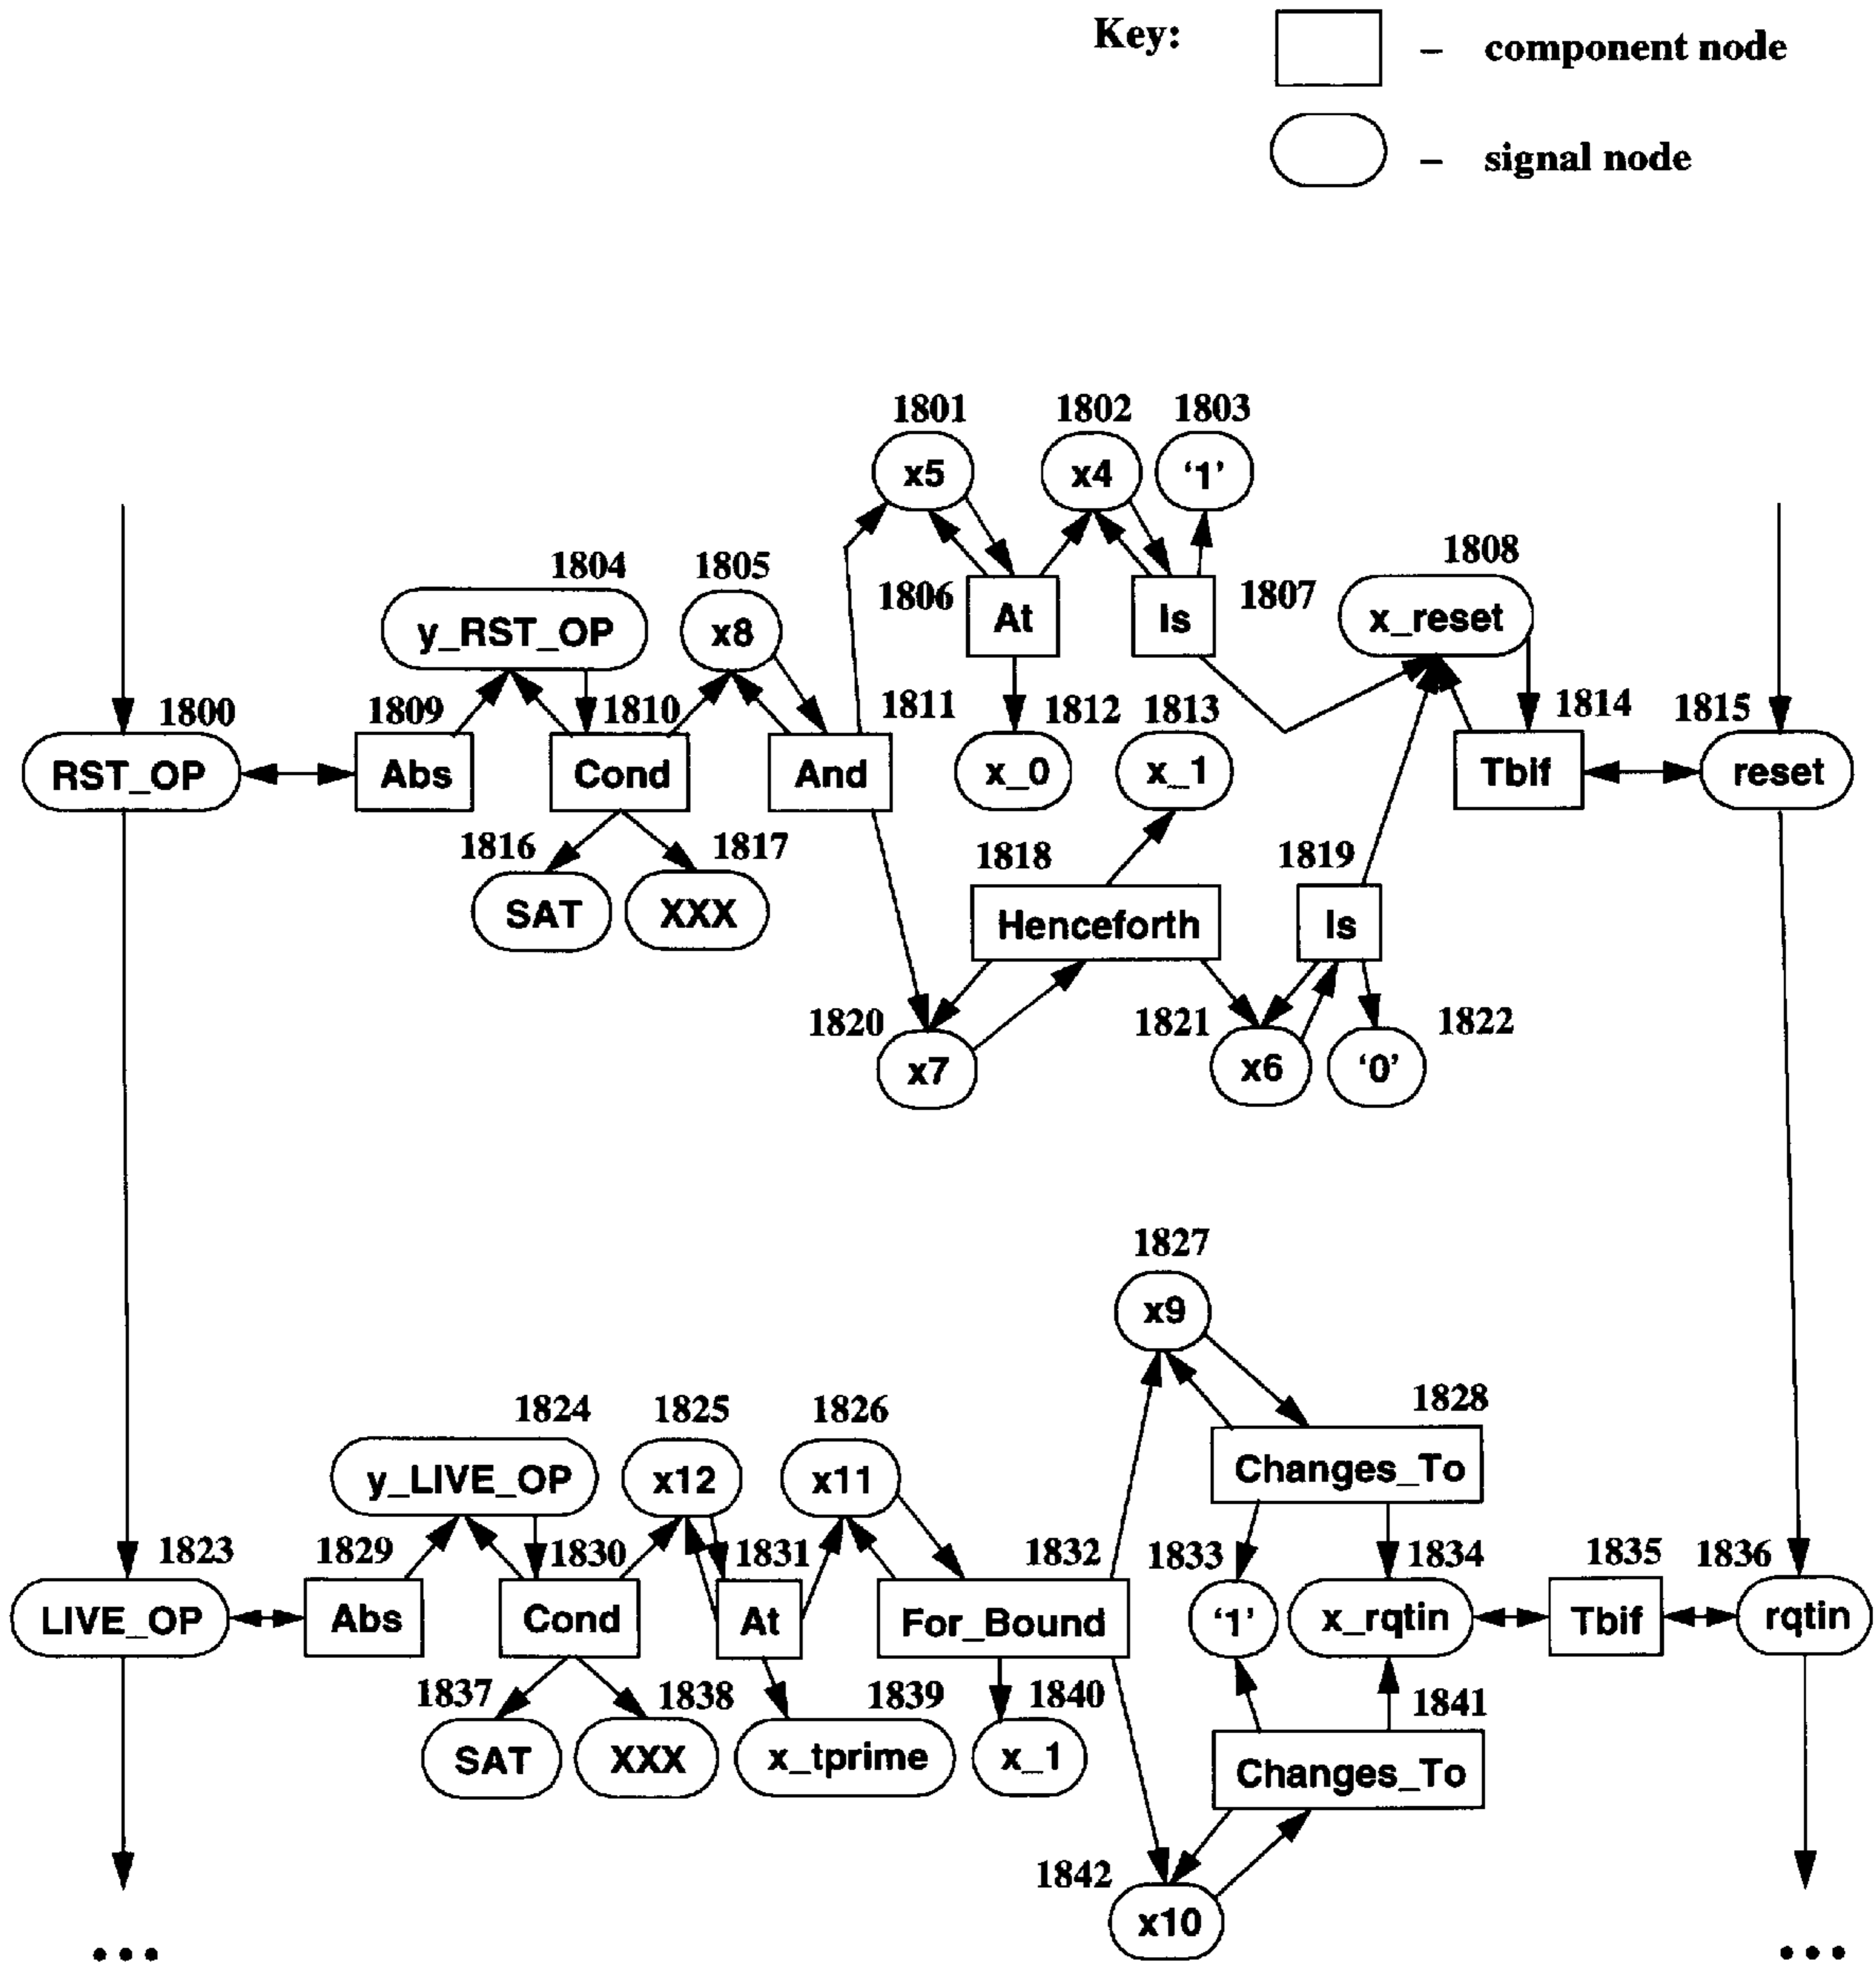 Key:
– component node
– signal node
1801 1802 1803
x5 x4 ‘1’
1804 1805 1806 1807 1808
y_RST_OP x8 At Is x_reset
1800 1809 1810 1811 1812 1813 1814 1815
RST_OP Abs Cond And x_0 x_1 Tbif reset
1816 1817 1818 1819
SAT XXX Henceforth Is
1820 1821 1822
x7 x6 ‘0’
1827
x9
1824 1825 1826 1828
y_LIVE_OP x12 x11 Changes_To
1823 1829 1830 1831 1832 1833 1834 1835 1836
LIVE_OP Abs Cond At For_Bound ‘1’ x_rqtin Tbif rqtin
1837 1838 1839 1840 1841
SAT XXX x_tprime x_1 Changes_To
1842
x10
••• •••